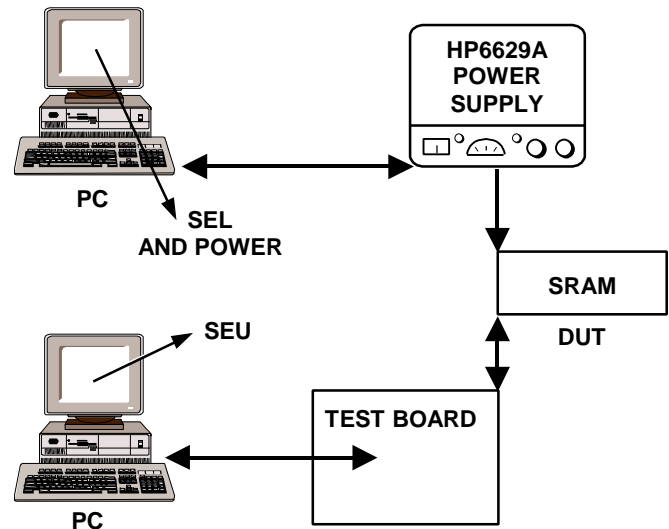 HP6629A
POWER
SUPPLY
PC
SEL
AND POWER
SRAM
DUT
SEU
TEST BOARD
PC